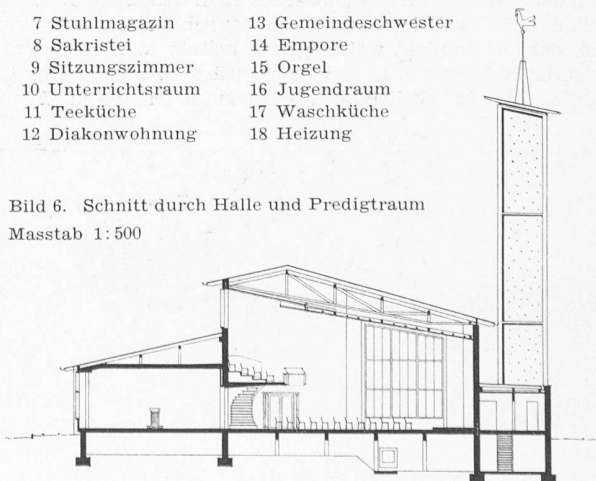 7 Stuhlmagazin
8 Sakristei
9 Sitzungszimmer
10 Unterrichtsraum
11 Teeküche
12 Diakonwohnung
13 Gemeindeschwester
14 Empore
15 Orgel
16 Jugendraum
17 Waschküche
18 Heizung
Bild 6. Schnitt durch Halle und Predigtraum
Masstab 1:500